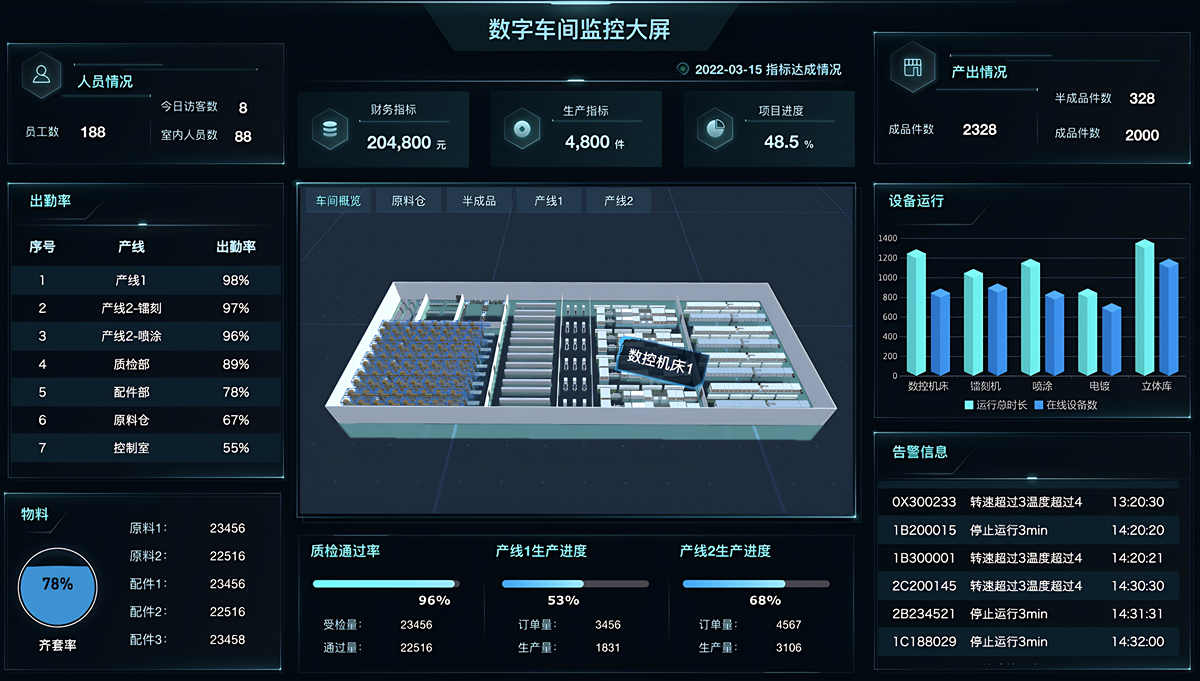 数字车间监控大屏
人员情况
员工数 188
今日访客数 8
室内人员数 88
2022-03-15 指标达成情况
财务指标
204,800 元
生产指标
4,800 件
项目进度
48.5 %
产出情况
成品件数 2328
半成品件数 328
成品件数 2000
出勤率
序号 产线 出勤率
1 产线1 98%
2 产线2-镭刻 97%
3 产线2-喷涂 96%
4 质检部 89%
5 配件部 78%
6 原料仓 67%
7 控制室 55%
车间概览 原料仓 半成品 产线1 产线2
数控机床1
设备运行
1400
1200
1000
800
600
400
200
0
数控机床 镭刻机 喷涂 电镀 立体库
运行总时长 在线设备数
物料
78%
齐套率
原料1: 23456
原料2: 22516
配件1: 23456
配件2: 22516
配件3: 23458
质检通过率
96%
受检量: 23456
通过量: 22516
产线1生产进度
53%
订单量: 3456
生产量: 1831
产线2生产进度
68%
订单量: 4567
生产量: 3106
告警信息
0X300233 转速超过3温度超过4 13:20:30
1B200015 停止运行3min 14:20:20
1B300001 转速超过3温度超过4 14:20:21
2C200145 转速超过3温度超过4 14:30:30
2B234521 停止运行3min 14:31:31
1C188029 停止运行3min 14:32:00